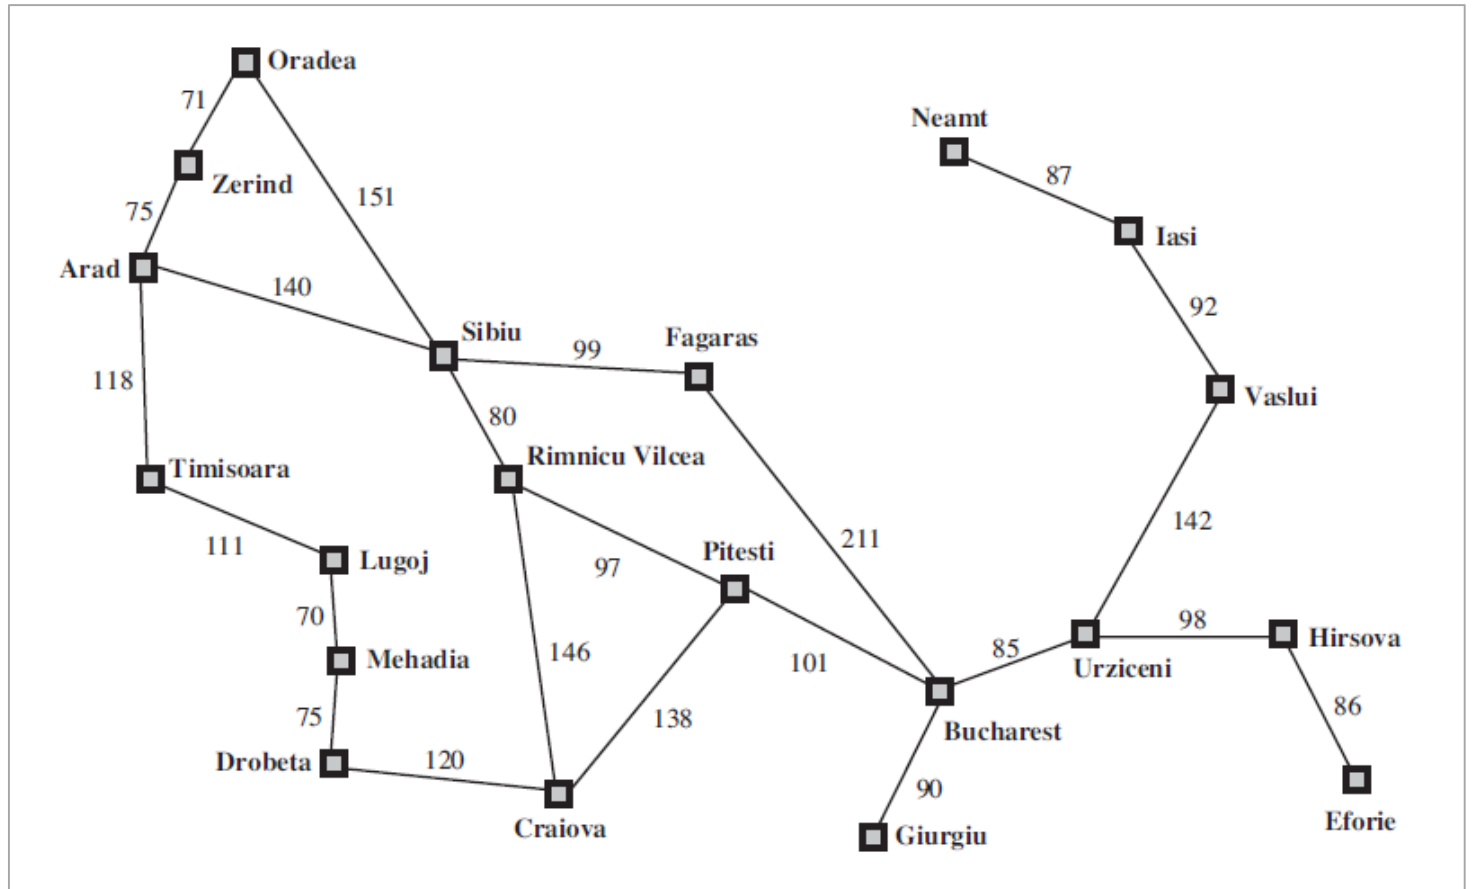 Oradea
71
Neamt
87
Zerind
151
75
Iasi
Arad
140
92
Sibiu
Fagaras
99
118
Vaslui
80
Rimnicu Vilcea
Timisoara
142
211
111
Pitesti
Lugoj
97
70
98
Hirsova
146
85
Mehadia
101
Urziceni
86
75
138
Bucharest
Drobeta
120
90
Craiova
Giurgiu
Eforie